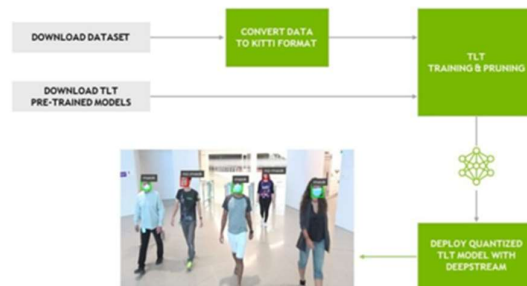 DOWNLOAD DATASET
CONVERT DATA
TO KITTI FORMAT
TLT
TRAINING & PRUNING
DOWNLOAD TLT
PRE-TRAINED MODELS
DEPLOY QUANTIZED
TLT MODEL WITH
DEEPSTREAM